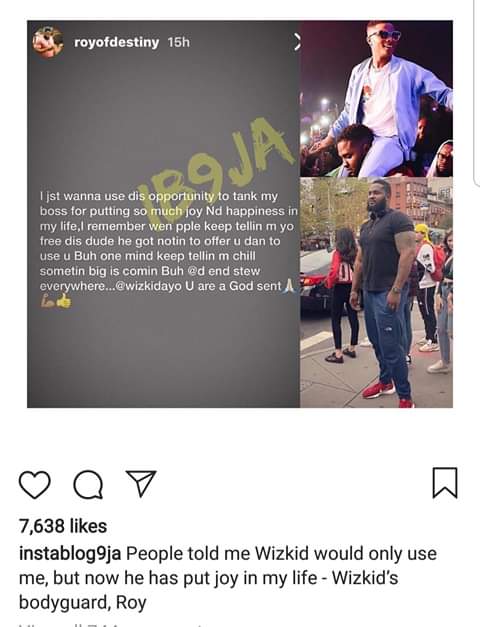 royofdestiny 15h
IB9JA
I jst wanna use dis opportunity to tank my
boss for putting so much joy Nd happiness in
my life,I remember wen pple keep tellin m yo
free dis dude he got notin to offer u dan to
use u Buh one mind keep tellin m chill
sometin big is comin Buh @d end stew
everywhere...@wizkidayo U are a God sent🙏🏻
💪🏾👍
7,638 likes
instablog9ja People told me Wizkid would only use
me, but now he has put joy in my life - Wizkid's
bodyguard, Roy